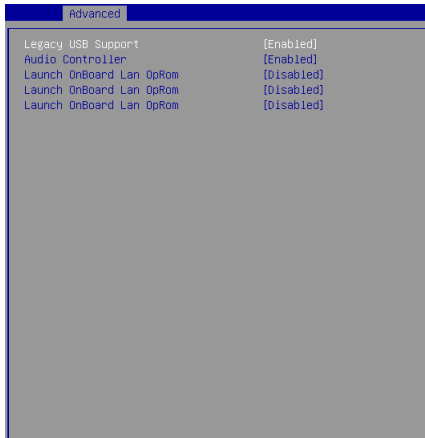 Advanced
Legacy USB Support [Enabled]
Audio Controller [Enabled]
Launch OnBoard Lan OpRom [Disabled]
Launch OnBoard Lan OpRom [Disabled]
Launch OnBoard Lan OpRom [Disabled]